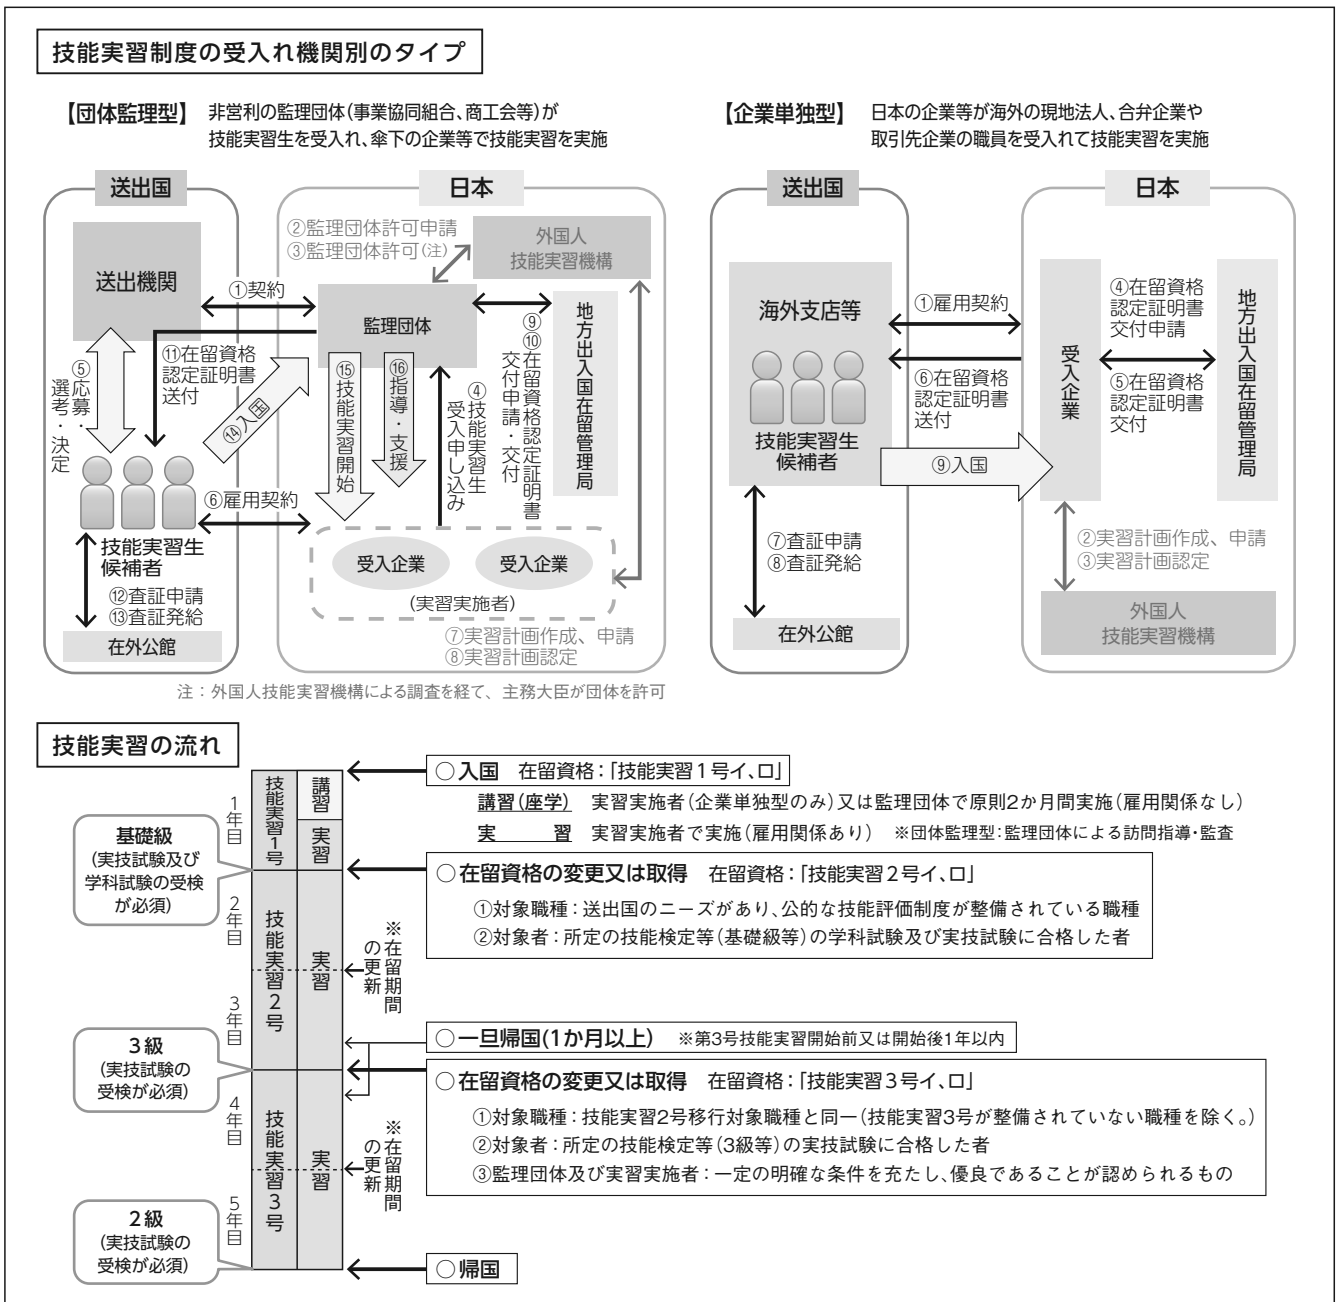 技能実習制度の受入れ機関別のタイプ
【団体監理型】 非営利の監理団体(事業協同組合、商工会等)が
技能実習生を受入れ、傘下の企業等で技能実習を実施
送出国
日本
送出機関
②監理団体許可申請
③監理団体許可(注)
外国人
技能実習機構
①契約
監理団体
地方出入国在留管理局
⑨
⑩在留資格認定証明書
交付申請・交付
⑪在留資格
認定証明書
送付
⑤応募・
選考・決定
⑭入国
⑮技能実習開始
⑯指導・支援
④技能実習生
受入申し込み
⑥雇用契約
技能実習生
候補者
受入企業
受入企業
(実習実施者)
⑫査証申請
⑬査証発給
在外公館
⑦実習計画作成、申請
⑧実習計画認定
注：外国人技能実習機構による調査を経て、主務大臣が団体を許可
【企業単独型】 日本の企業等が海外の現地法人、合弁企業や
取引先企業の職員を受入れて技能実習を実施
送出国
日本
海外支店等
①雇用契約
④在留資格
認定証明書
交付申請
受入企業
地方出入国在留管理局
⑥在留資格
認定証明書
送付
⑤在留資格
認定証明書
交付
技能実習生
候補者
⑨入国
⑦査証申請
⑧査証発給
②実習計画作成、申請
③実習計画認定
在外公館
外国人
技能実習機構
技能実習の流れ
1年目
技能実習1号
講習
実習
○入国 在留資格：「技能実習１号イ、ロ」
講習(座学) 実習実施者(企業単独型のみ)又は監理団体で原則2か月間実施(雇用関係なし)
実習 実習実施者で実施(雇用関係あり) ※団体監理型：監理団体による訪問指導・監査
基礎級
(実技試験及び
学科試験の受検
が必須)
○在留資格の変更又は取得 在留資格：「技能実習２号イ、ロ」
①対象職種：送出国のニーズがあり、公的な技能評価制度が整備されている職種
②対象者：所定の技能検定等(基礎級等)の学科試験及び実技試験に合格した者
2年目
技能実習2号
実習
※在留期間
の更新
3年目
○一旦帰国(1か月以上) ※第3号技能実習開始前又は開始後1年以内
3級
(実技試験の
受検が必須)
○在留資格の変更又は取得 在留資格：「技能実習３号イ、ロ」
①対象職種：技能実習2号移行対象職種と同一(技能実習3号が整備されていない職種を除く。)
②対象者：所定の技能検定等(3級等)の実技試験に合格した者
③監理団体及び実習実施者：一定の明確な条件を充たし、優良であることが認められるもの
4年目
技能実習3号
実習
※在留期間
の更新
5年目
2級
(実技試験の
受検が必須)
○帰国